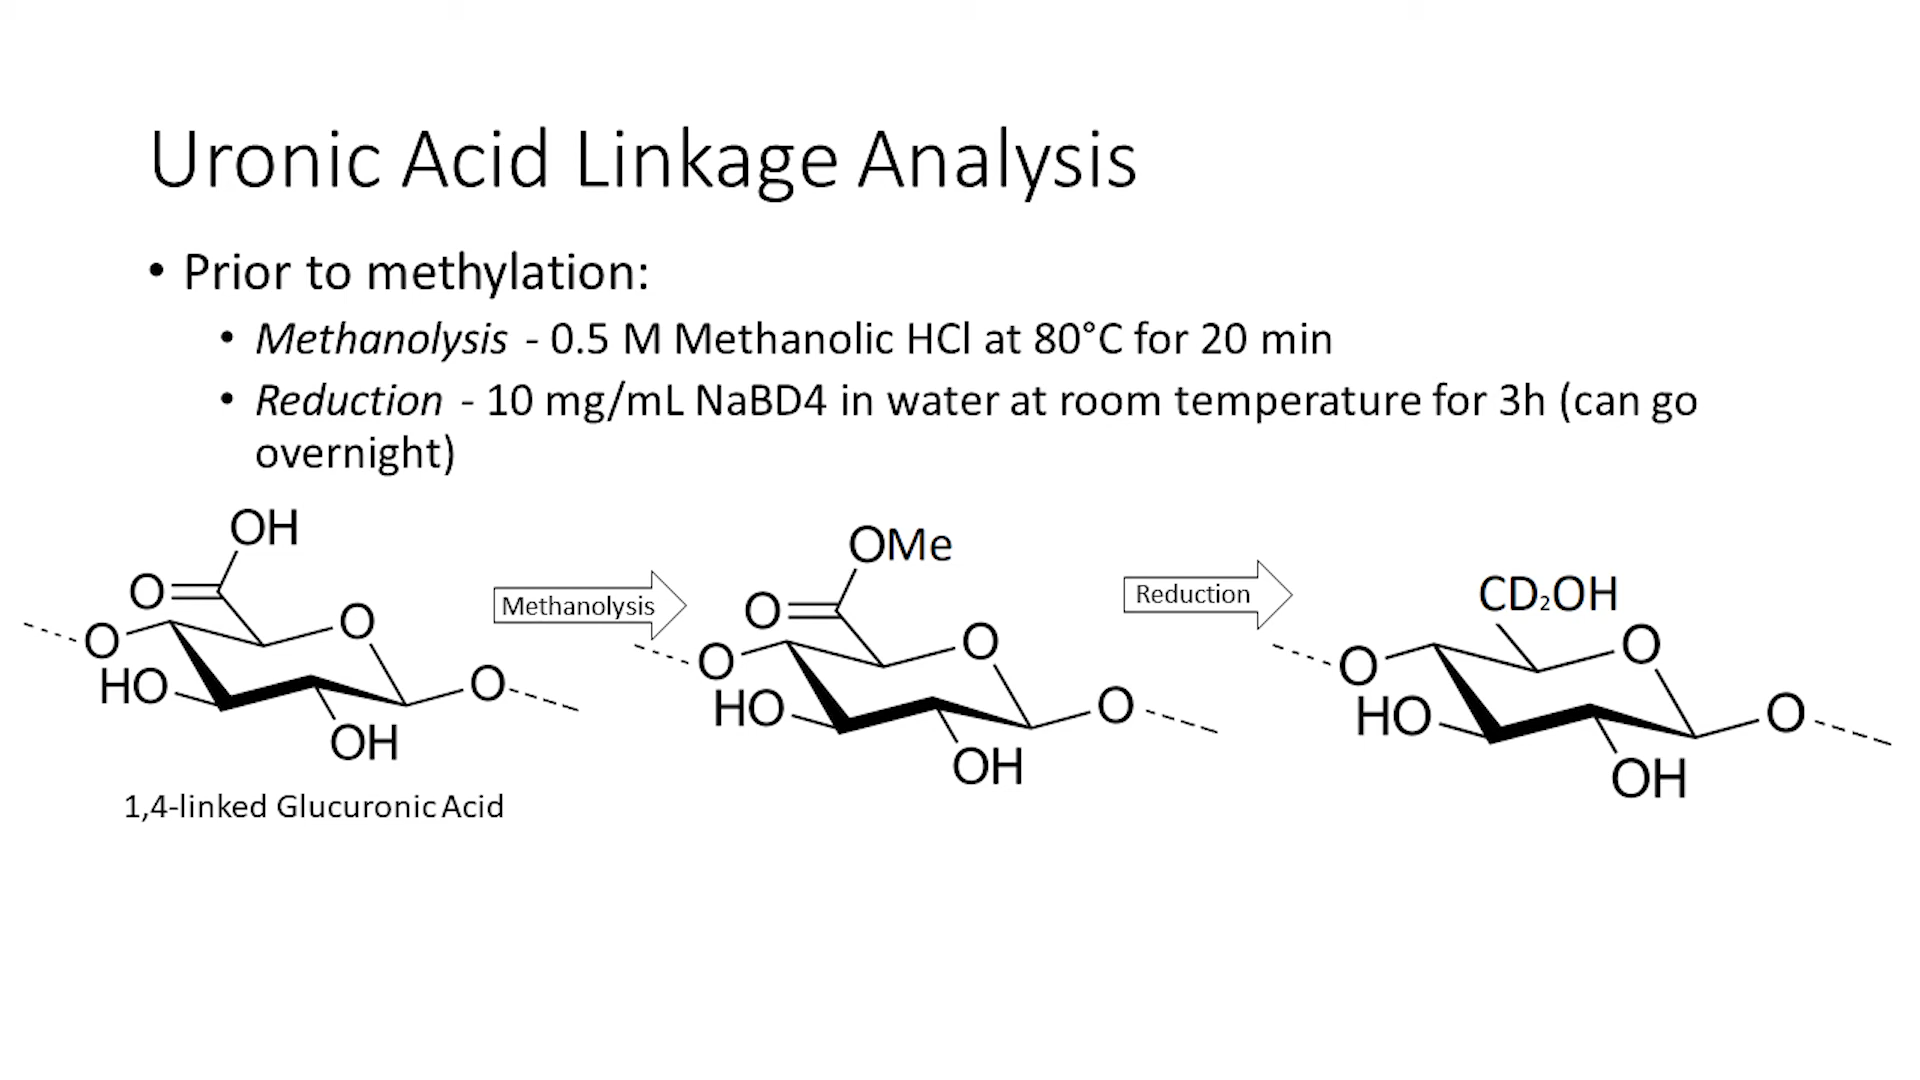 Uronic Acid Linkage Analysis
• Prior to methylation:
• Methanolysis - 0.5 M Methanolic HCl at 80°C for 20 min
• Reduction - 10 mg/mL NaBD4 in water at room temperature for 3h (can go
overnight)
OH
O
O
O
HO
O
OH
1,4-linked Glucuronic Acid
Methanolysis
OMe
O
O
O
HO
O
OH
Reduction
CD₂OH
O
O
HO
O
OH